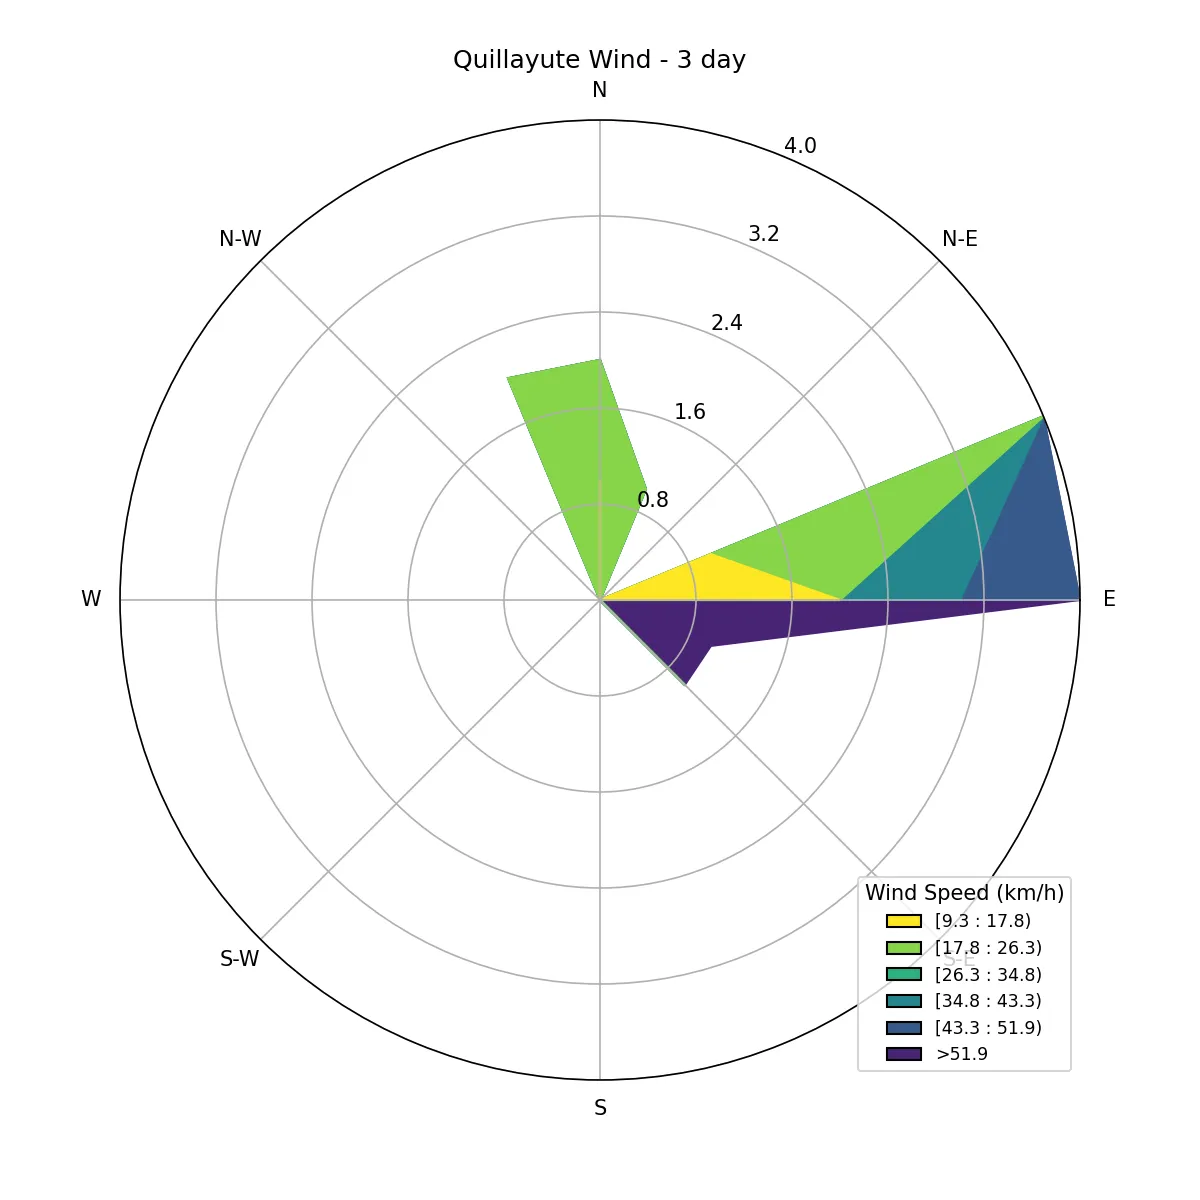 Quillayute Wind - 3 day
N
4.0
N-W
3.2
N-E
2.4
1.6
0.8
W
E
Wind Speed (km/h)
[9.3 : 17.8)
[17.8 : 26.3)
S-W
S-E
[26.3 : 34.8)
[34.8 : 43.3)
[43.3 : 51.9)
>51.9
S